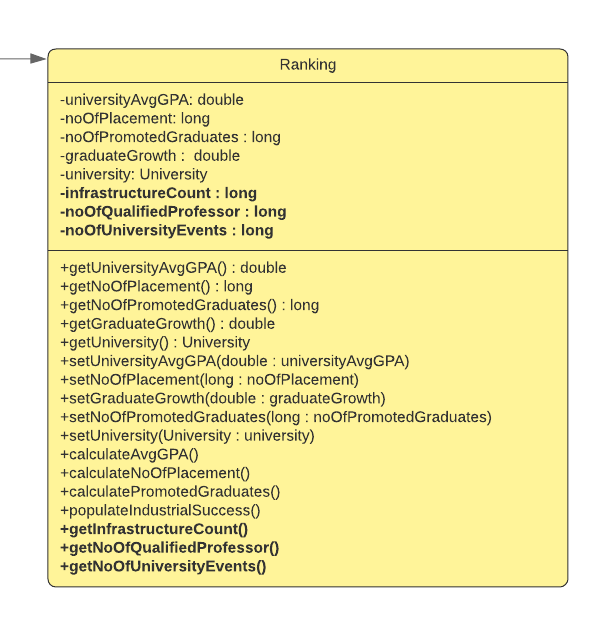 Ranking
-universityAvgGPA: double
-noOfPlacement: long
-noOfPromotedGraduates : long
-graduateGrowth :  double
-university: University
-infrastructureCount : long
-noOfQualifiedProfessor : long
-noOfUniversityEvents : long
+getUniversityAvgGPA() : double
+getNoOfPlacement() : long
+getNoOfPromotedGraduates() : long
+getGraduateGrowth() : double
+getUniversity() : University
+setUniversityAvgGPA(double : universityAvgGPA)
+setNoOfPlacement(long : noOfPlacement)
+setGraduateGrowth(double : graduateGrowth)
+setNoOfPromotedGraduates(long : noOfPromotedGraduates)
+setUniversity(University : university)
+calculateAvgGPA()
+calculateNoOfPlacement()
+calculatePromotedGraduates()
+populateIndustrialSuccess()
+getInfrastructureCount()
+getNoOfQualifiedProfessor()
+getNoOfUniversityEvents()